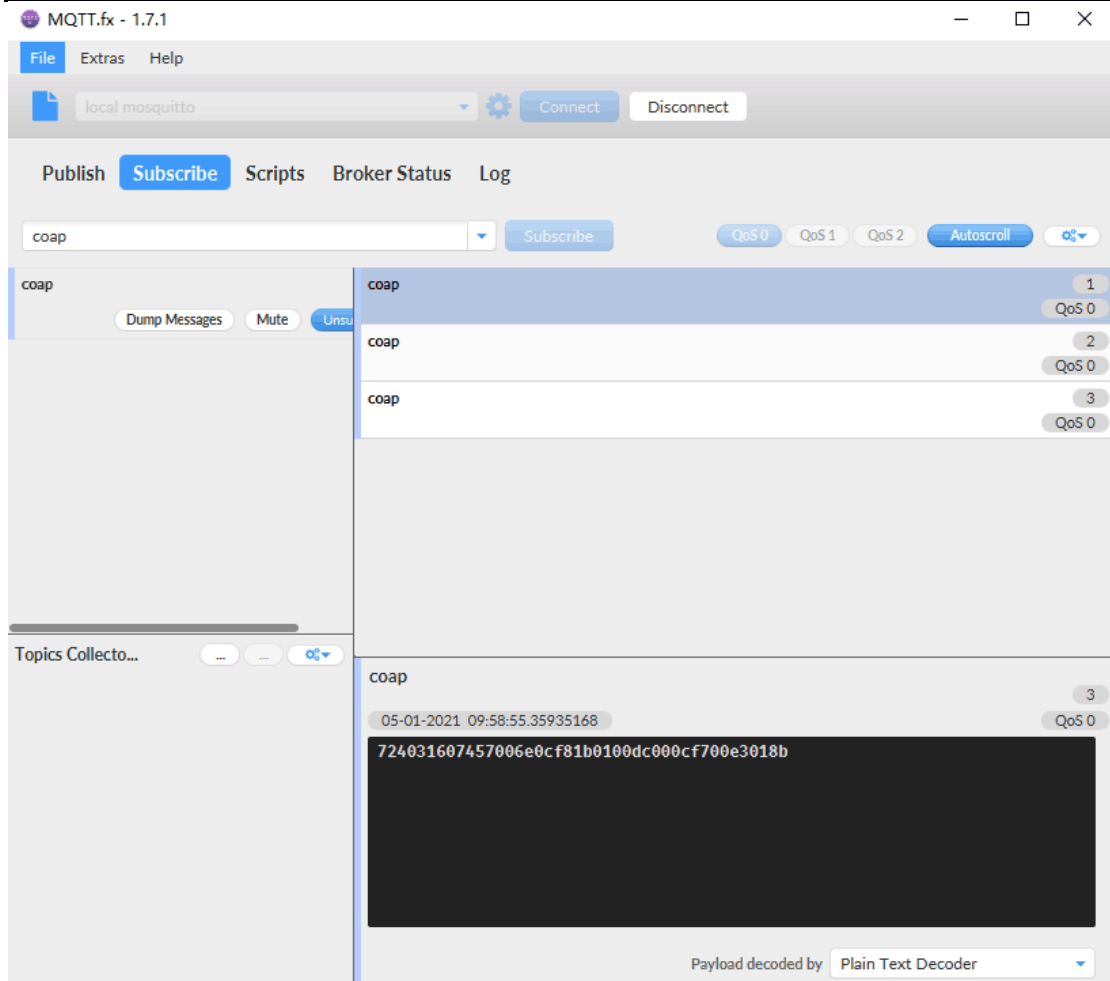 MQTT.fx - 1.7.1
File Extras Help
local mosquitto Connect Disconnect
Publish Subscribe Scripts Broker Status Log
coap Subscribe QoS 0 QoS 1 QoS 2 Autoscroll
coap
Dump Messages Mute Unsu
coap 1
QoS 0
coap 2
QoS 0
coap 3
QoS 0
Topics Collecto... ... ...
coap
3
05-01-2021 09:58:55.35935168 QoS 0
724031607457006e0cf81b0100dc000cf700e3018b
Payload decoded by Plain Text Decoder